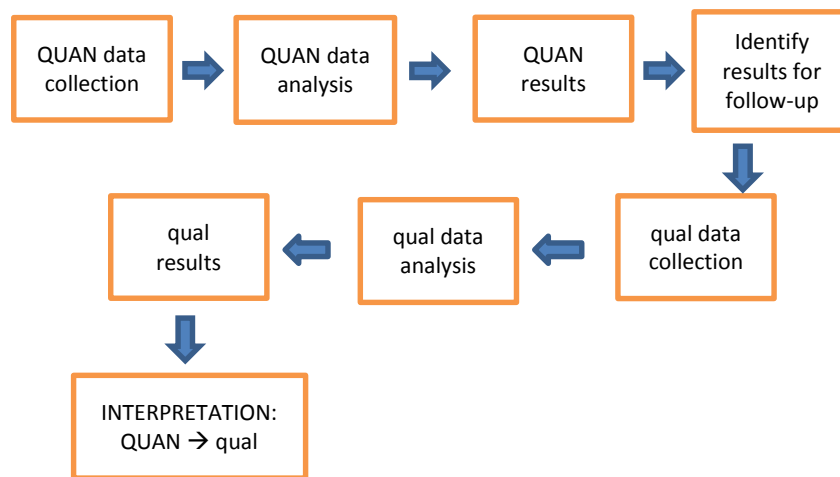 QUAN data
collection
QUAN data
analysis
QUAN
results
Identify
results for
follow-up
qual data
collection
qual data
analysis
qual
results
INTERPRETATION:
QUAN → qual